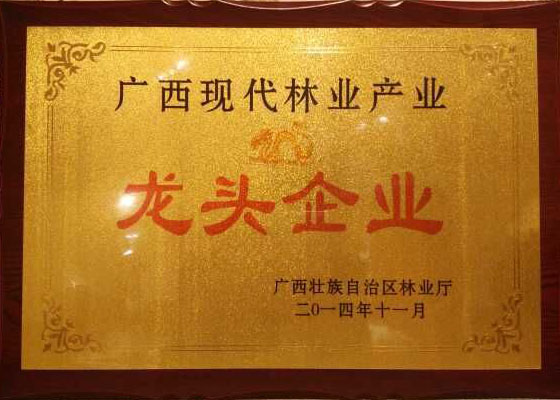 广西现代林业产业
龙头企业
广西壮族自治区林业厅
二〇一四年十一月